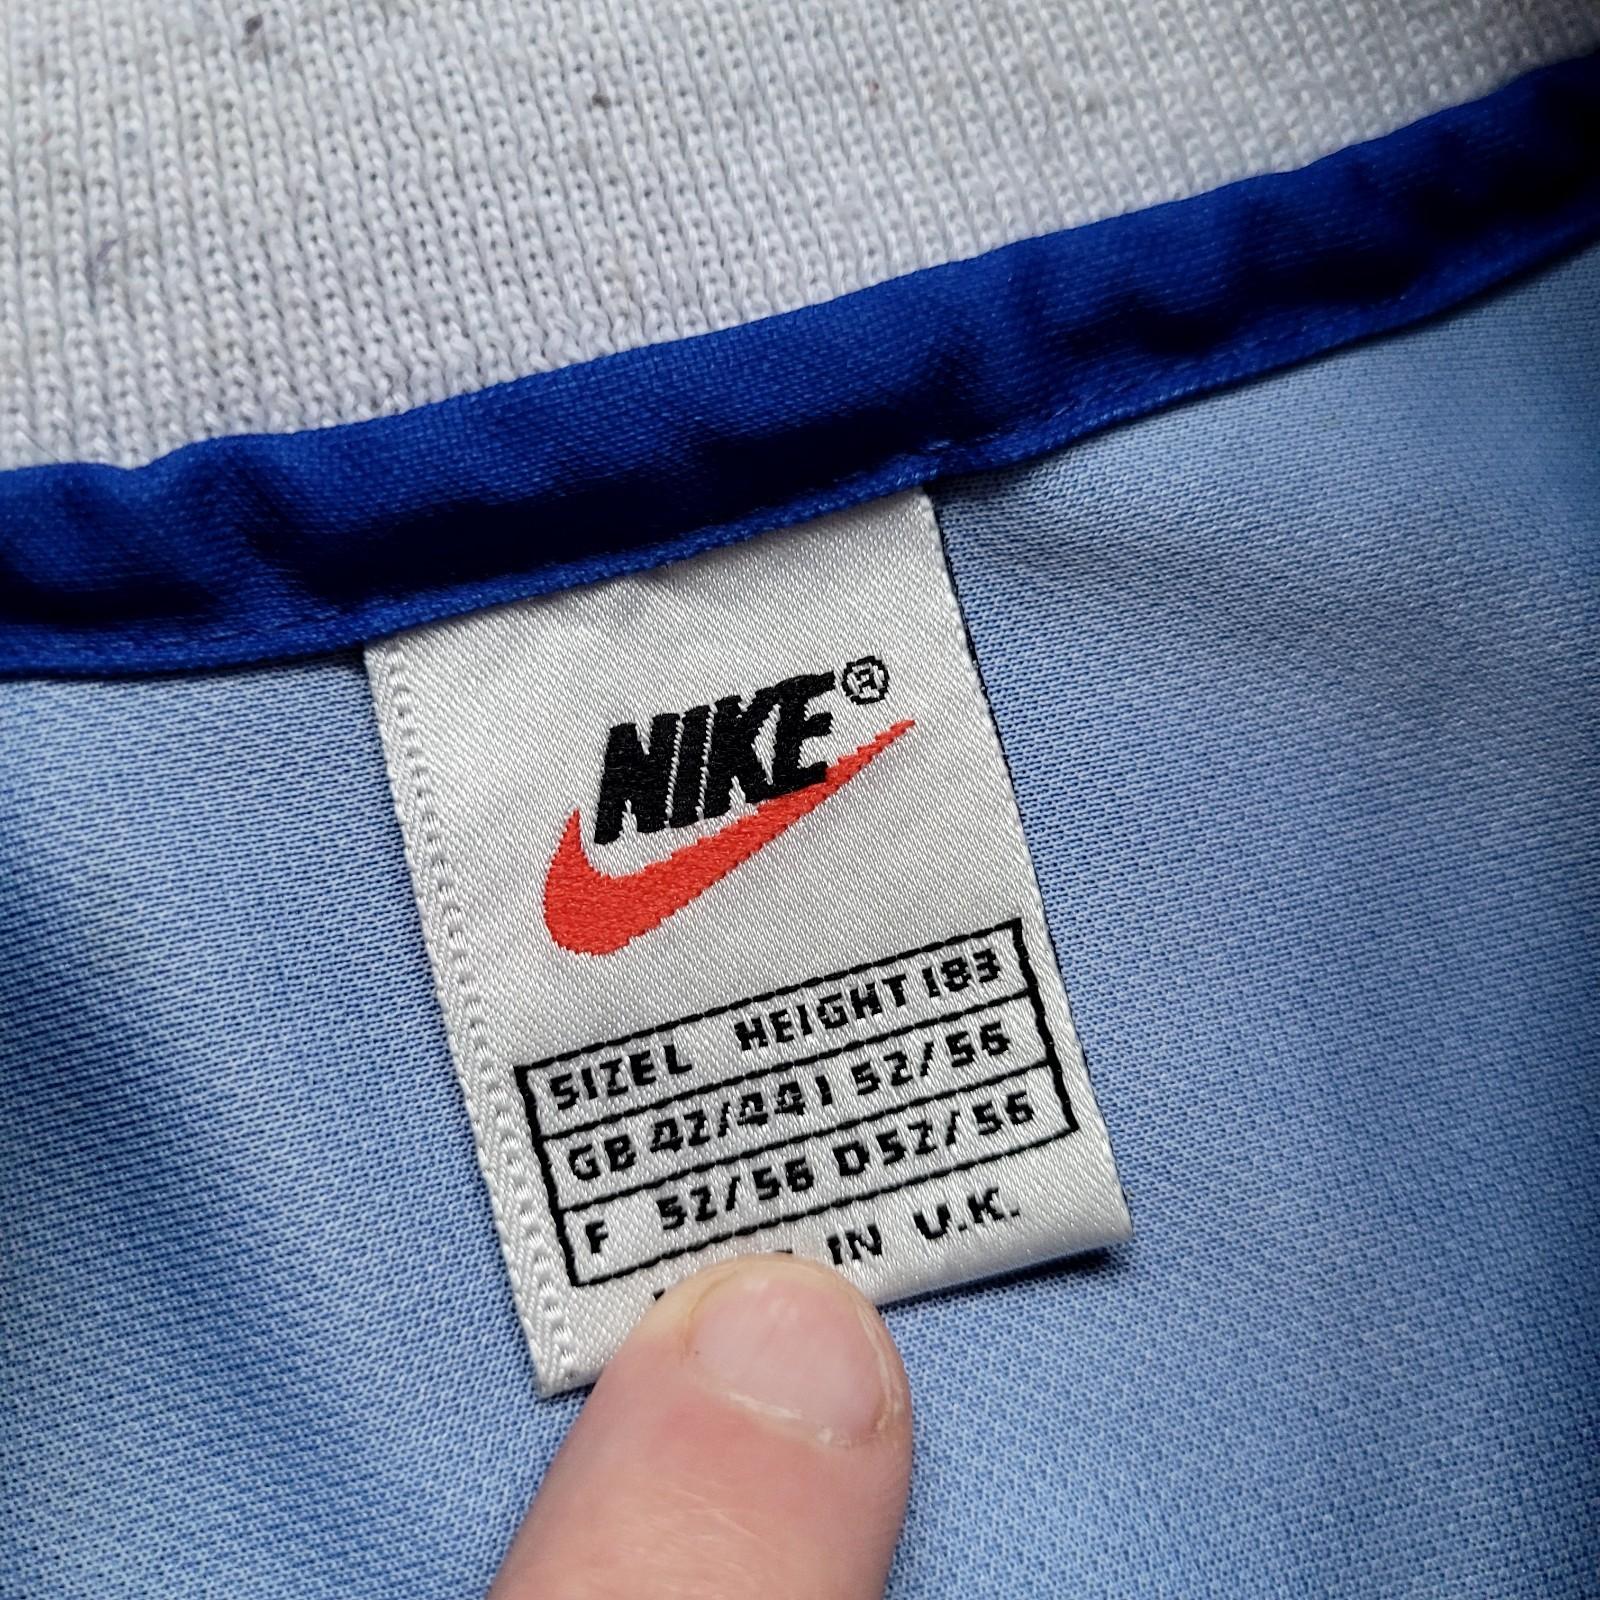 NIKE®
SIZE L HEIGHT 183
GB 42/44 I 52/56
F 52/56 D 52/56
IN U.K.